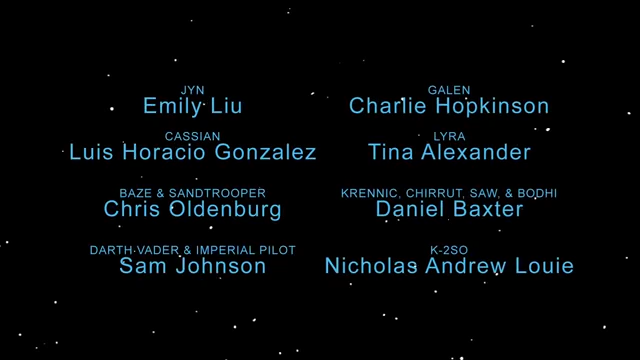 JYN
Emily Liu
GALEN
Charlie Hopkinson
CASSIAN
Luis Horacio Gonzalez
LYRA
Tina Alexander
BAZE & SANDTROOPER
Chris Oldenburg
KRENNIC, CHIRRUT, SAW, & BODHI
Daniel Baxter
DARTH VADER & IMPERIAL PILOT
Sam Johnson
K-2SO
Nicholas Andrew Louie